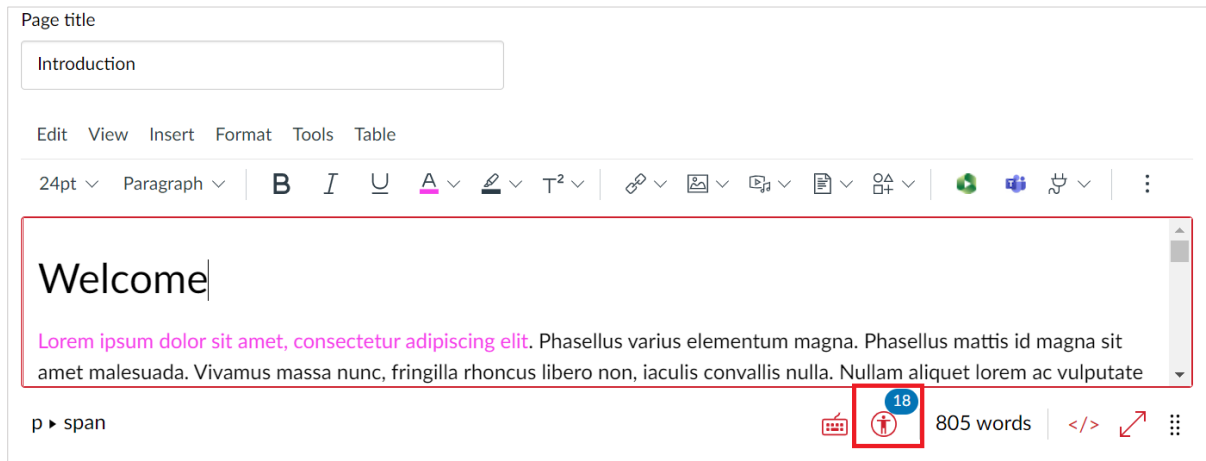 Page title
Introduction
Edit View Insert Format Tools Table
24pt Paragraph B I U A T²
Welcome
Lorem ipsum dolor sit amet, consectetur adipiscing elit. Phasellus varius elementum magna. Phasellus mattis id magna sit
amet malesuada. Vivamus massa nunc, fringilla rhoncus libero non, iaculis convallis nulla. Nullam aliquet lorem ac vulputate
18
p ▸ span 805 words </>